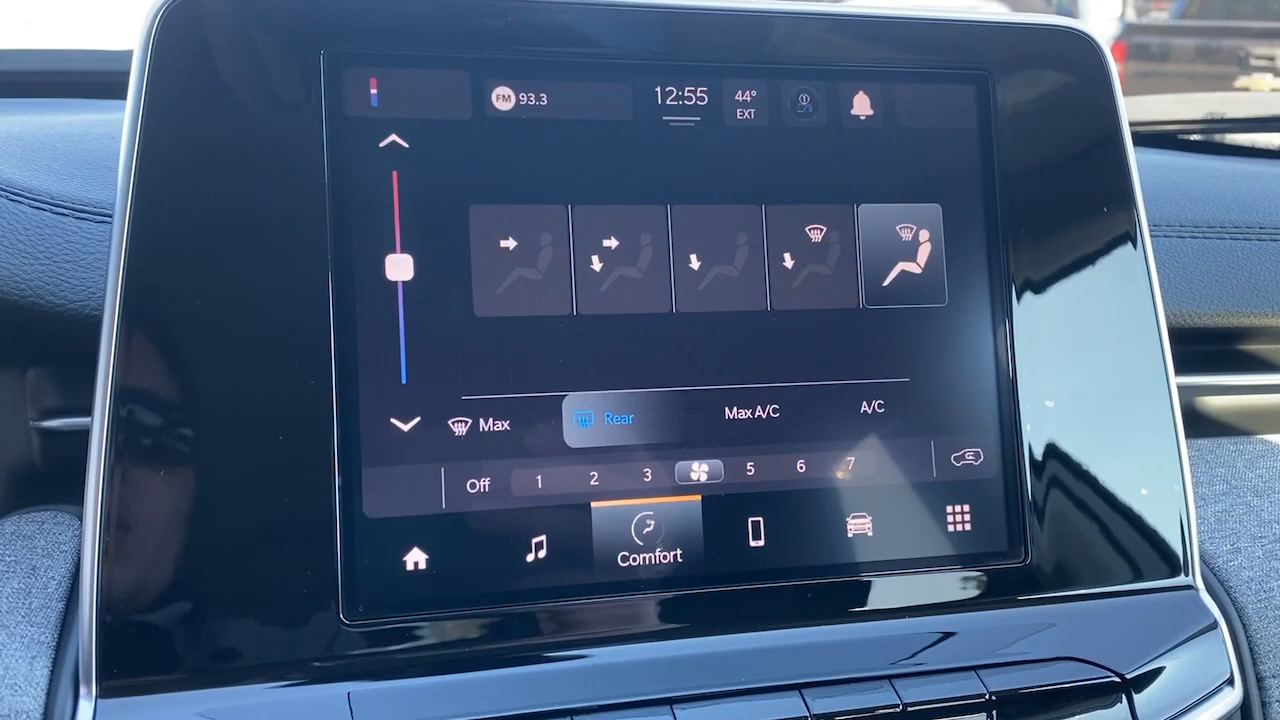 FM 93.3
12:55
44°
EXT
Max
Rear
Max A/C
A/C
Off
1
2
3
5
6
7
Comfort